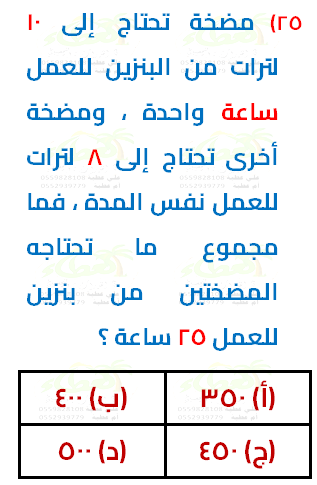 ٢٥) مضخة تحتاج إلى ١٠
لترات من البنزين للعمل
ساعة واحدة ، ومضخة
أخرى تحتاج إلى ٨ لترات
للعمل نفس المدة ، فما
مجموع ما تحتاجه
المضختين من بنزين
للعمل ٢٥ ساعة ؟
(أ) ٣٥٠ (ب) ٤٠٠
(ج) ٤٥٠ (د) ٥٠٠